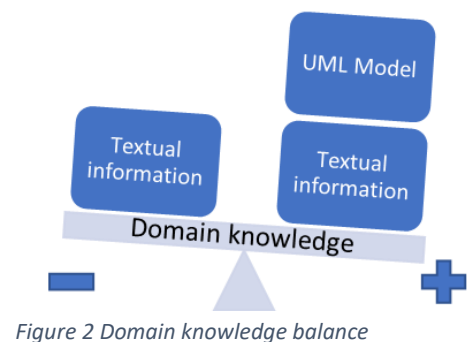 UML Model
Textual
information
Textual
information
Domain knowledge
Figure 2 Domain knowledge balance